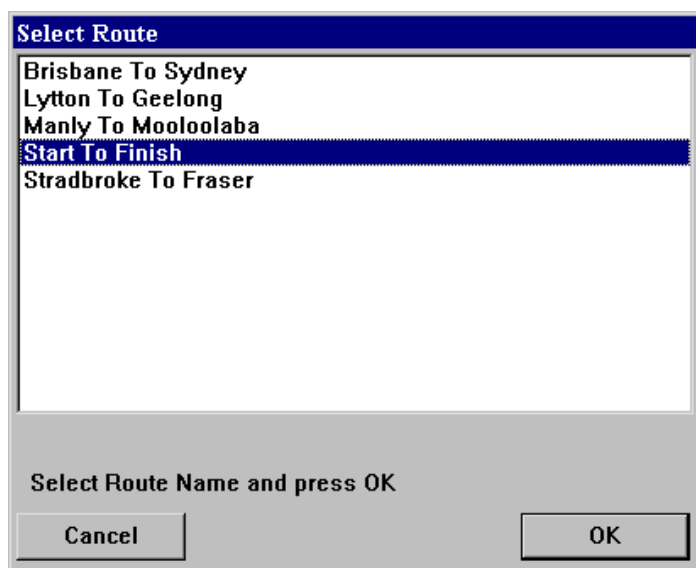 Select Route
Brisbane To Sydney
Lytton To Geelong
Manly To Mooloolaba
Start To Finish
Stradbroke To Fraser
Select Route Name and press OK
Cancel
OK